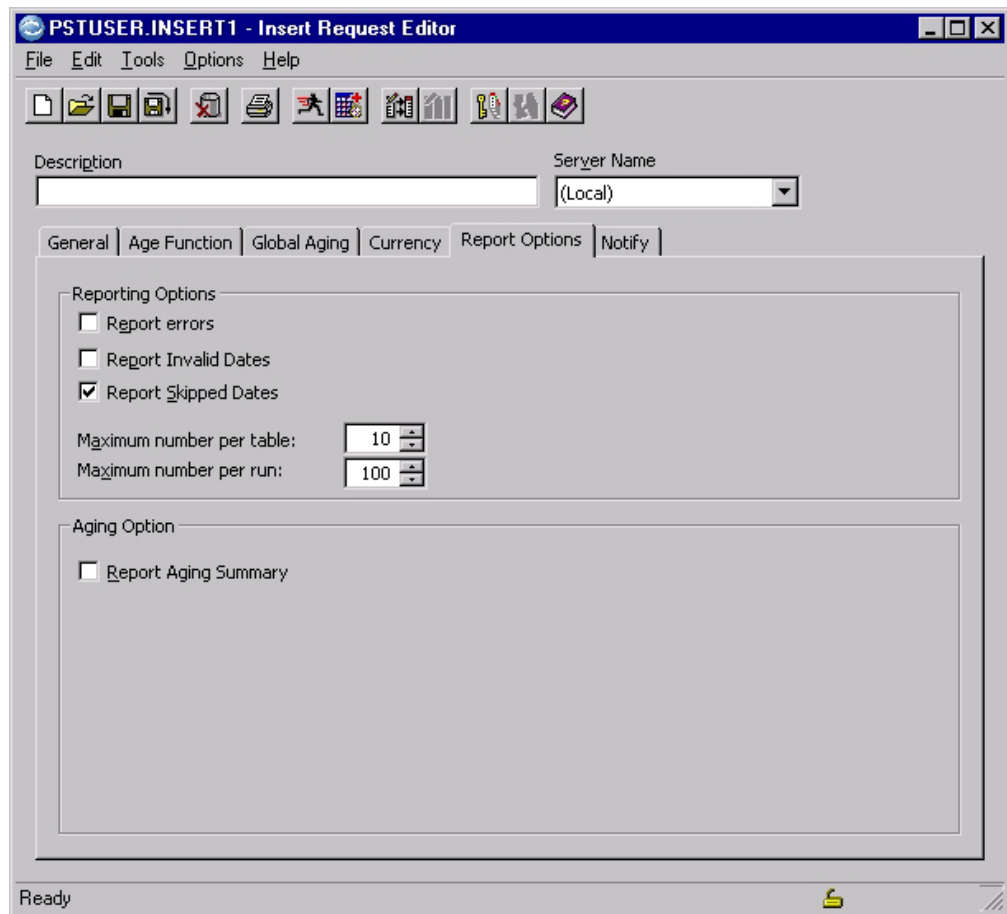 PSTUSER.INSERT1 - Insert Request Editor
File Edit Tools Options Help
Description Server Name
(Local)
General Age Function Global Aging Currency Report Options Notify
Reporting Options
Report errors
Report Invalid Dates
Report Skipped Dates
Maximum number per table: 10
Maximum number per run: 100
Aging Option
Report Aging Summary
Ready